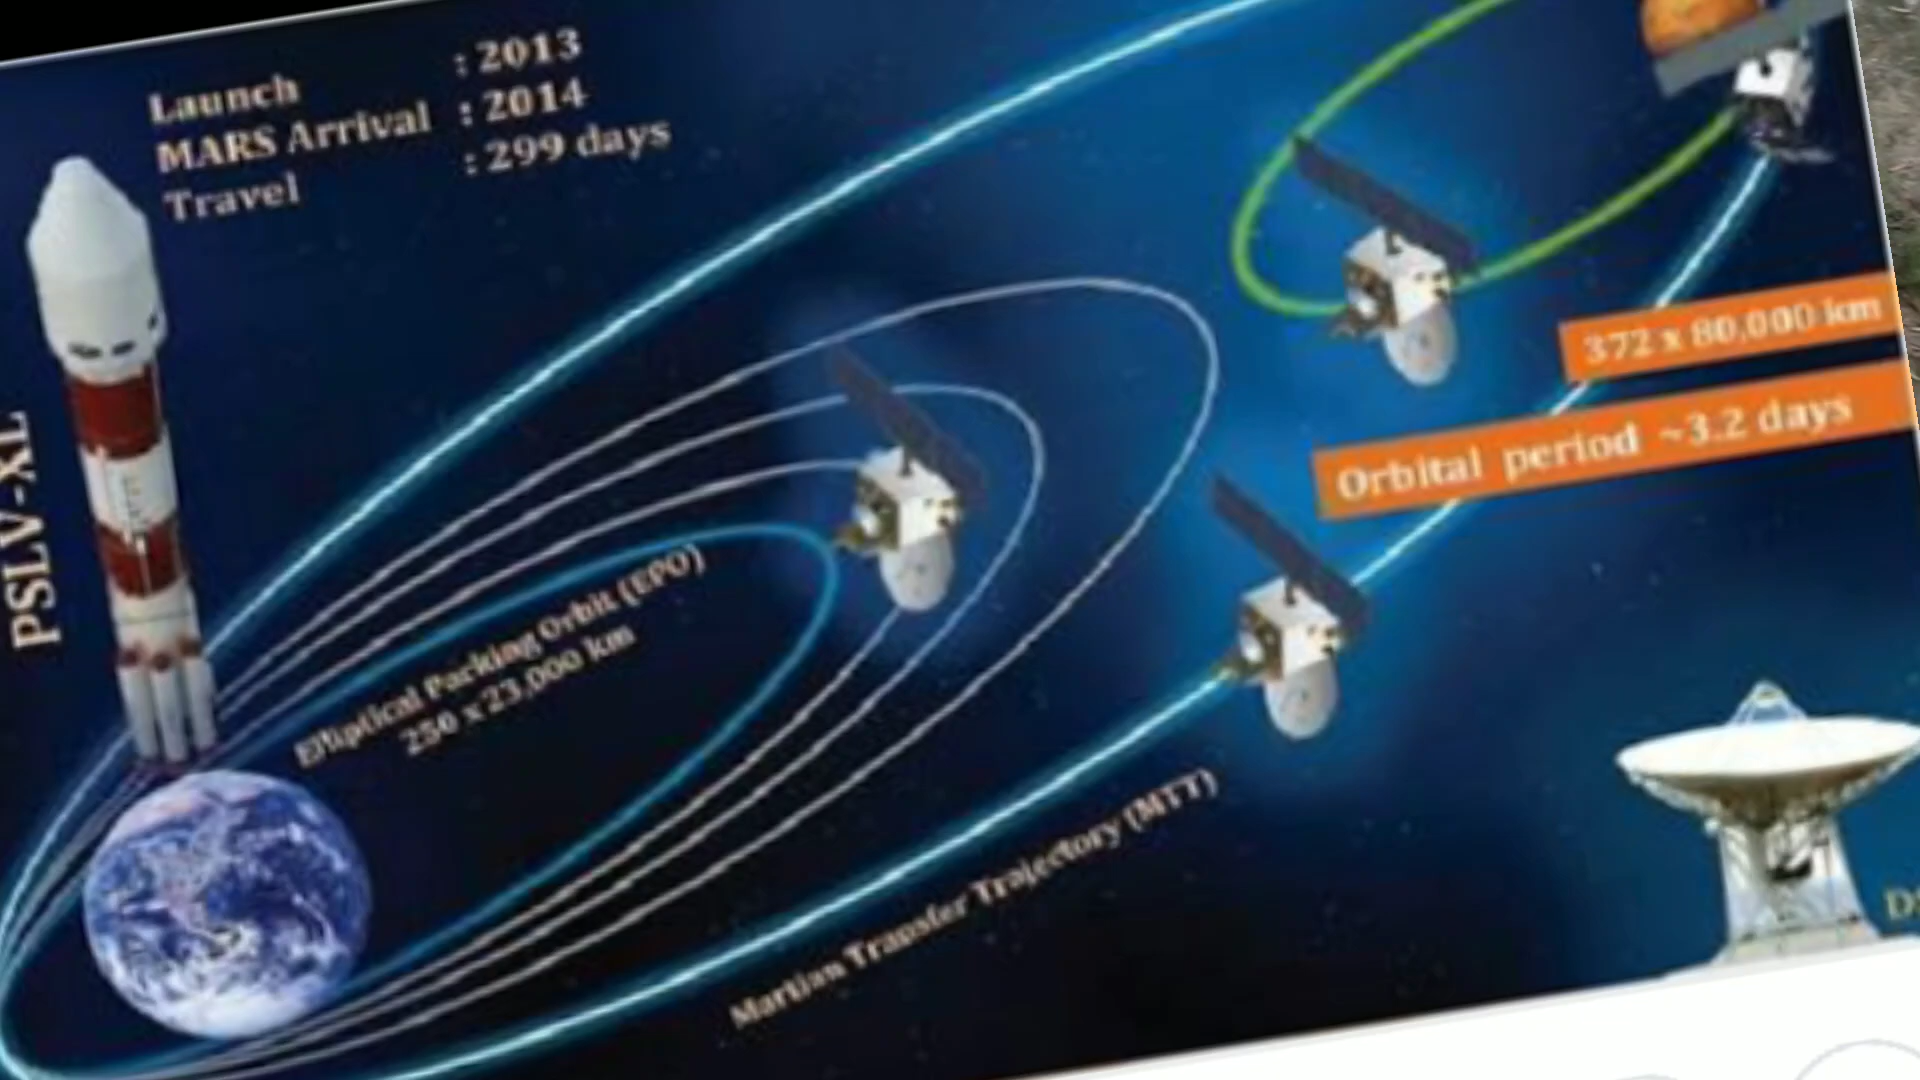 Launch : 2013
MARS Arrival : 2014
Travel : 299 days
PSLV-XL
372 x 80,000 km
Orbital period ~3.2 days
Elliptical Parking Orbit (EPO)
250 x 23,000 km
Martian Transfer Trajectory (MTT)